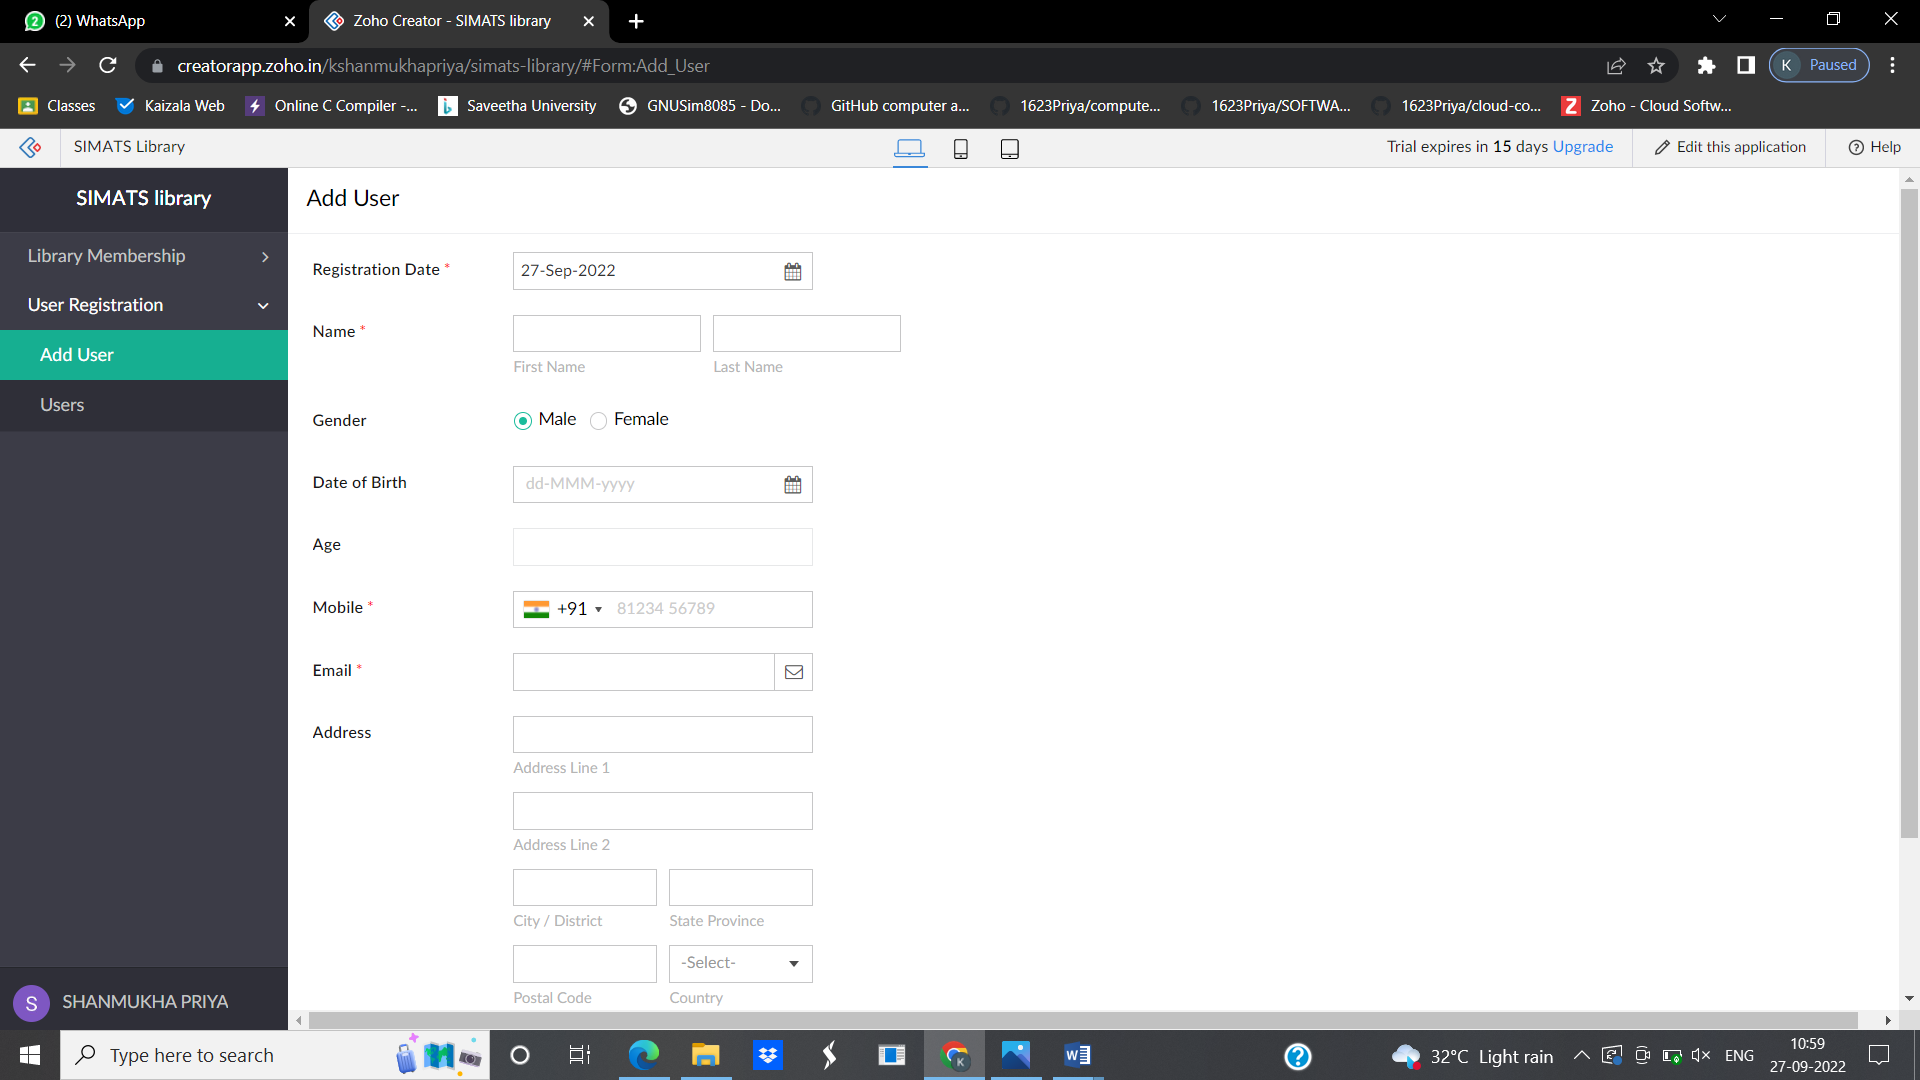 (2) WhatsApp
Zoho Creator - SIMATS library
creatorapp.zoho.in/kshanmukhapriya/simats-library/#Form:Add_User
K Paused
Classes Kaizala Web Online C Compiler -... Saveetha University GNUSim8085 - Do... GitHub computer a... 1623Priya/compute... 1623Priya/SOFTWA... 1623Priya/cloud-co... Zoho - Cloud Softw...
SIMATS Library
Trial expires in 15 days Upgrade
Edit this application
Help
SIMATS library
Library Membership
User Registration
Add User
Users
SHANMUKHA PRIYA
S
Add User
Registration Date *
27-Sep-2022
Name *
First Name Last Name
Gender
Male Female
Date of Birth
dd-MMM-yyyy
Age
Mobile *
+91 81234 56789
Email *
Address
Address Line 1
Address Line 2
City / District State Province
-Select-
Postal Code Country
Type here to search
32°C Light rain
ENG
10:59
27-09-2022